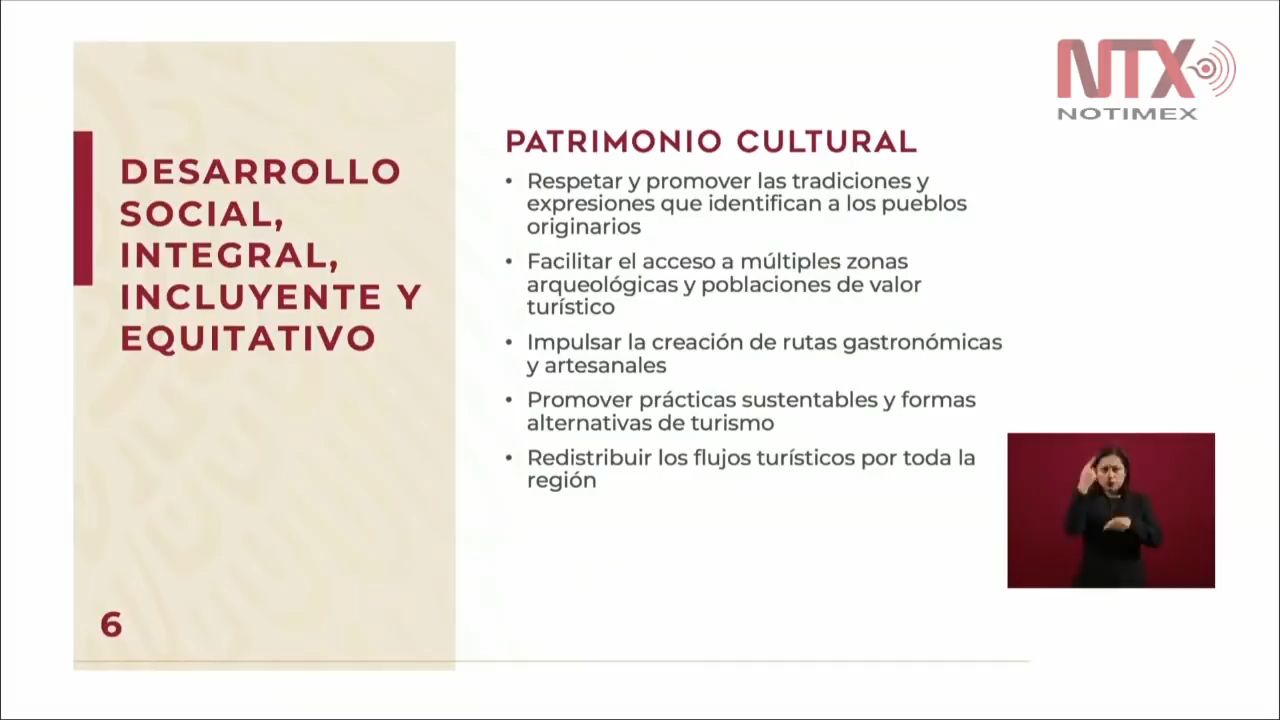 NTX
NOTIMEX
DESARROLLO
SOCIAL,
INTEGRAL,
INCLUYENTE Y
EQUITATIVO
6
PATRIMONIO CULTURAL
• Respetar y promover las tradiciones y
expresiones que identifican a los pueblos
originarios
• Facilitar el acceso a múltiples zonas
arqueológicas y poblaciones de valor
turístico
• Impulsar la creación de rutas gastronómicas
y artesanales
• Promover prácticas sustentables y formas
alternativas de turismo
• Redistribuir los flujos turísticos por toda la
región